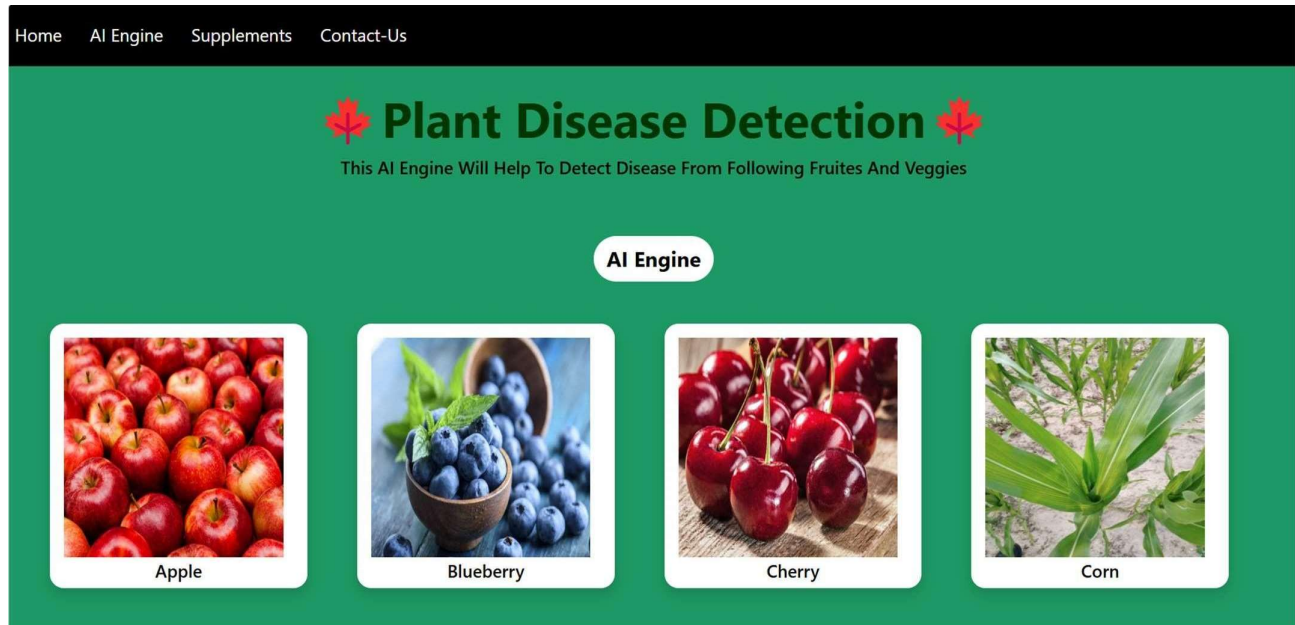 Home AI Engine Supplements Contact-Us
Plant Disease Detection
This AI Engine Will Help To Detect Disease From Following Fruites And Veggies
AI Engine
Apple Blueberry Cherry Corn